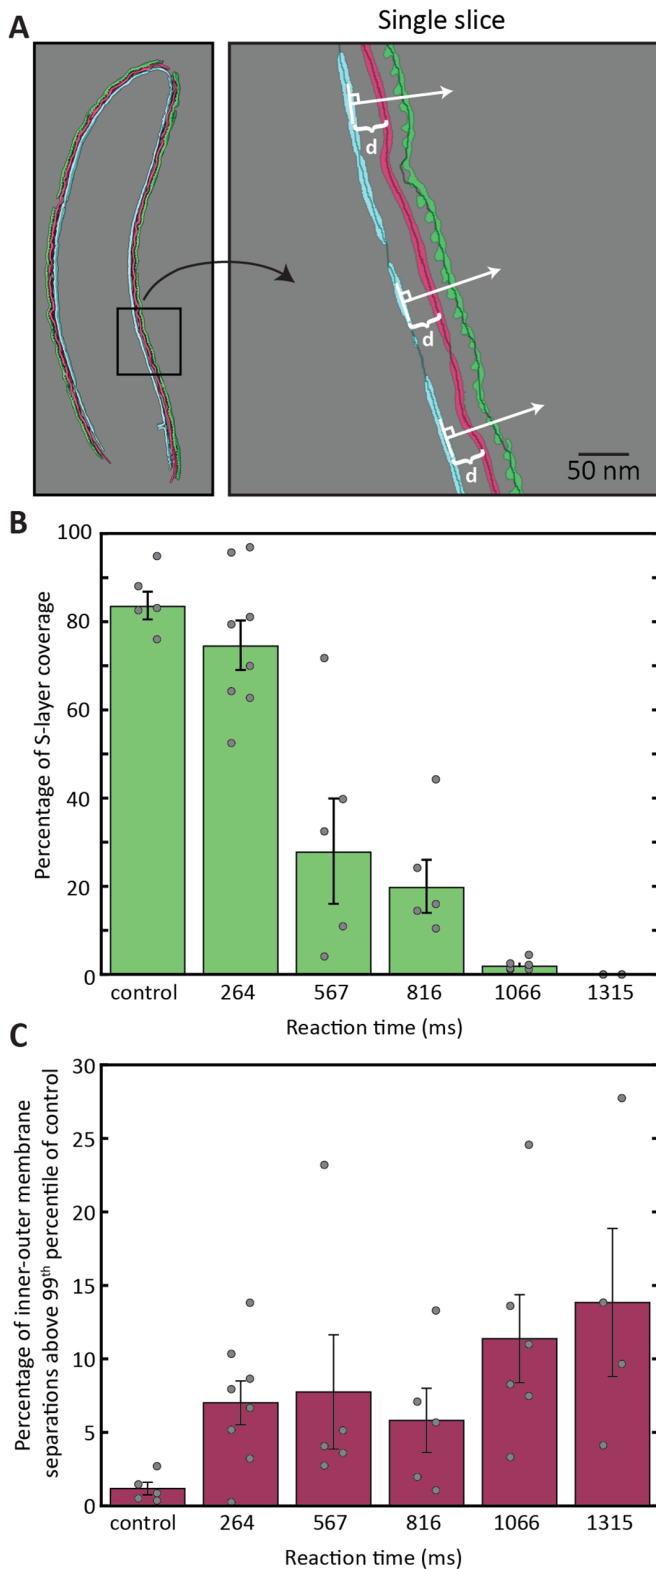 A
Single slice
d
d
d
50 nm
B
Percentage of S-layer coverage
100
80
60
40
20
0
control 264 567 816 1066 1315
Reaction time (ms)
C
Percentage of inner-outer membrane
separations above 99th percentile of control
30
25
20
15
10
5
0
control 264 567 816 1066 1315
Reaction time (ms)